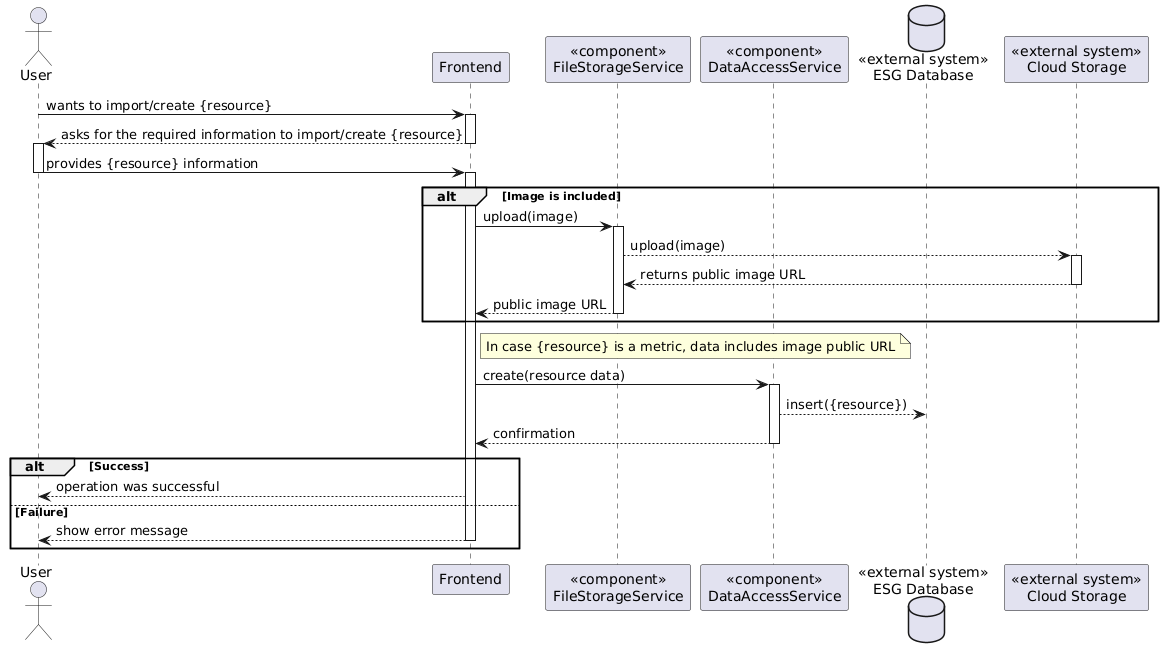 User
Frontend
«component»
FileStorageService
«component»
DataAccessService
«external system»
ESG Database
«external system»
Cloud Storage
wants to import/create {resource}
asks for the required information to import/create {resource}
provides {resource} information
alt [Image is included]
upload(image)
upload(image)
returns public image URL
public image URL
In case {resource} is a metric, data includes image public URL
create(resource data)
insert({resource})
confirmation
alt [Success]
operation was successful
[Failure]
show error message
User
Frontend
«component»
FileStorageService
«component»
DataAccessService
«external system»
ESG Database
«external system»
Cloud Storage